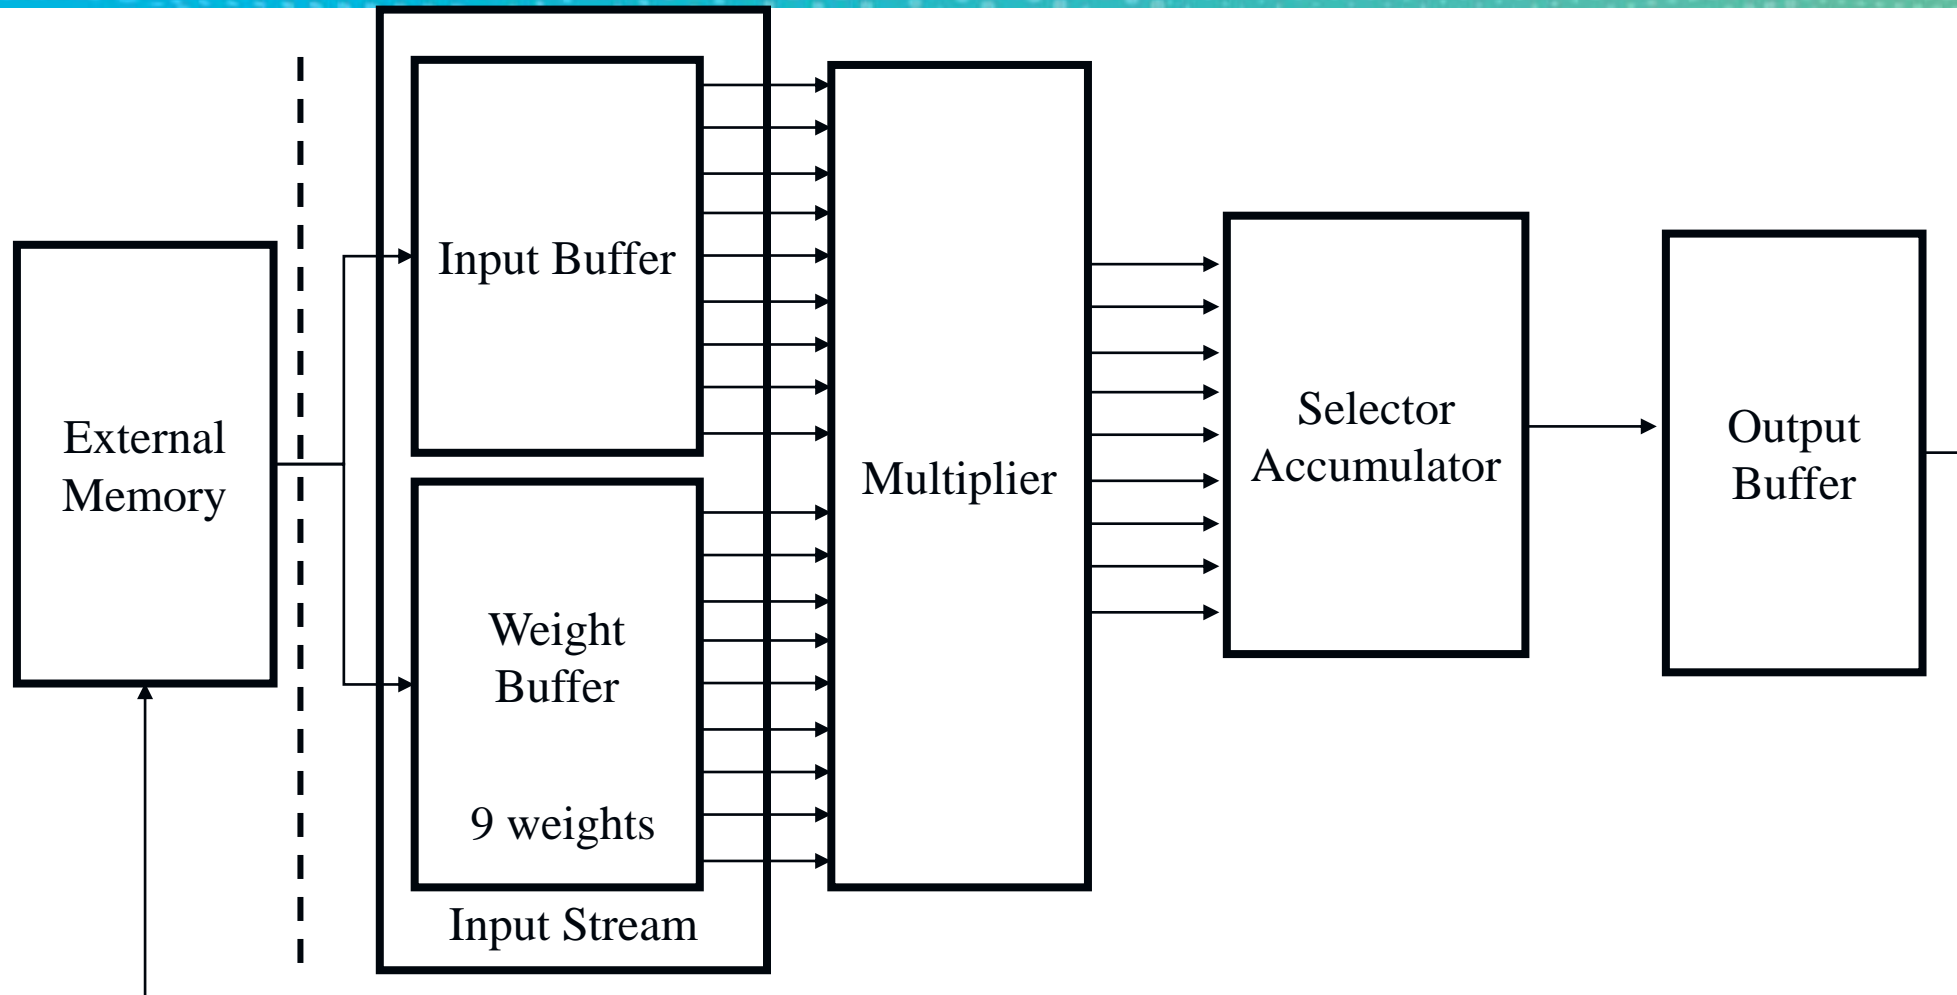 External
Memory
Input Buffer
Weight
Buffer
9 weights
Input Stream
Multiplier
Selector
Accumulator
Output
Buffer